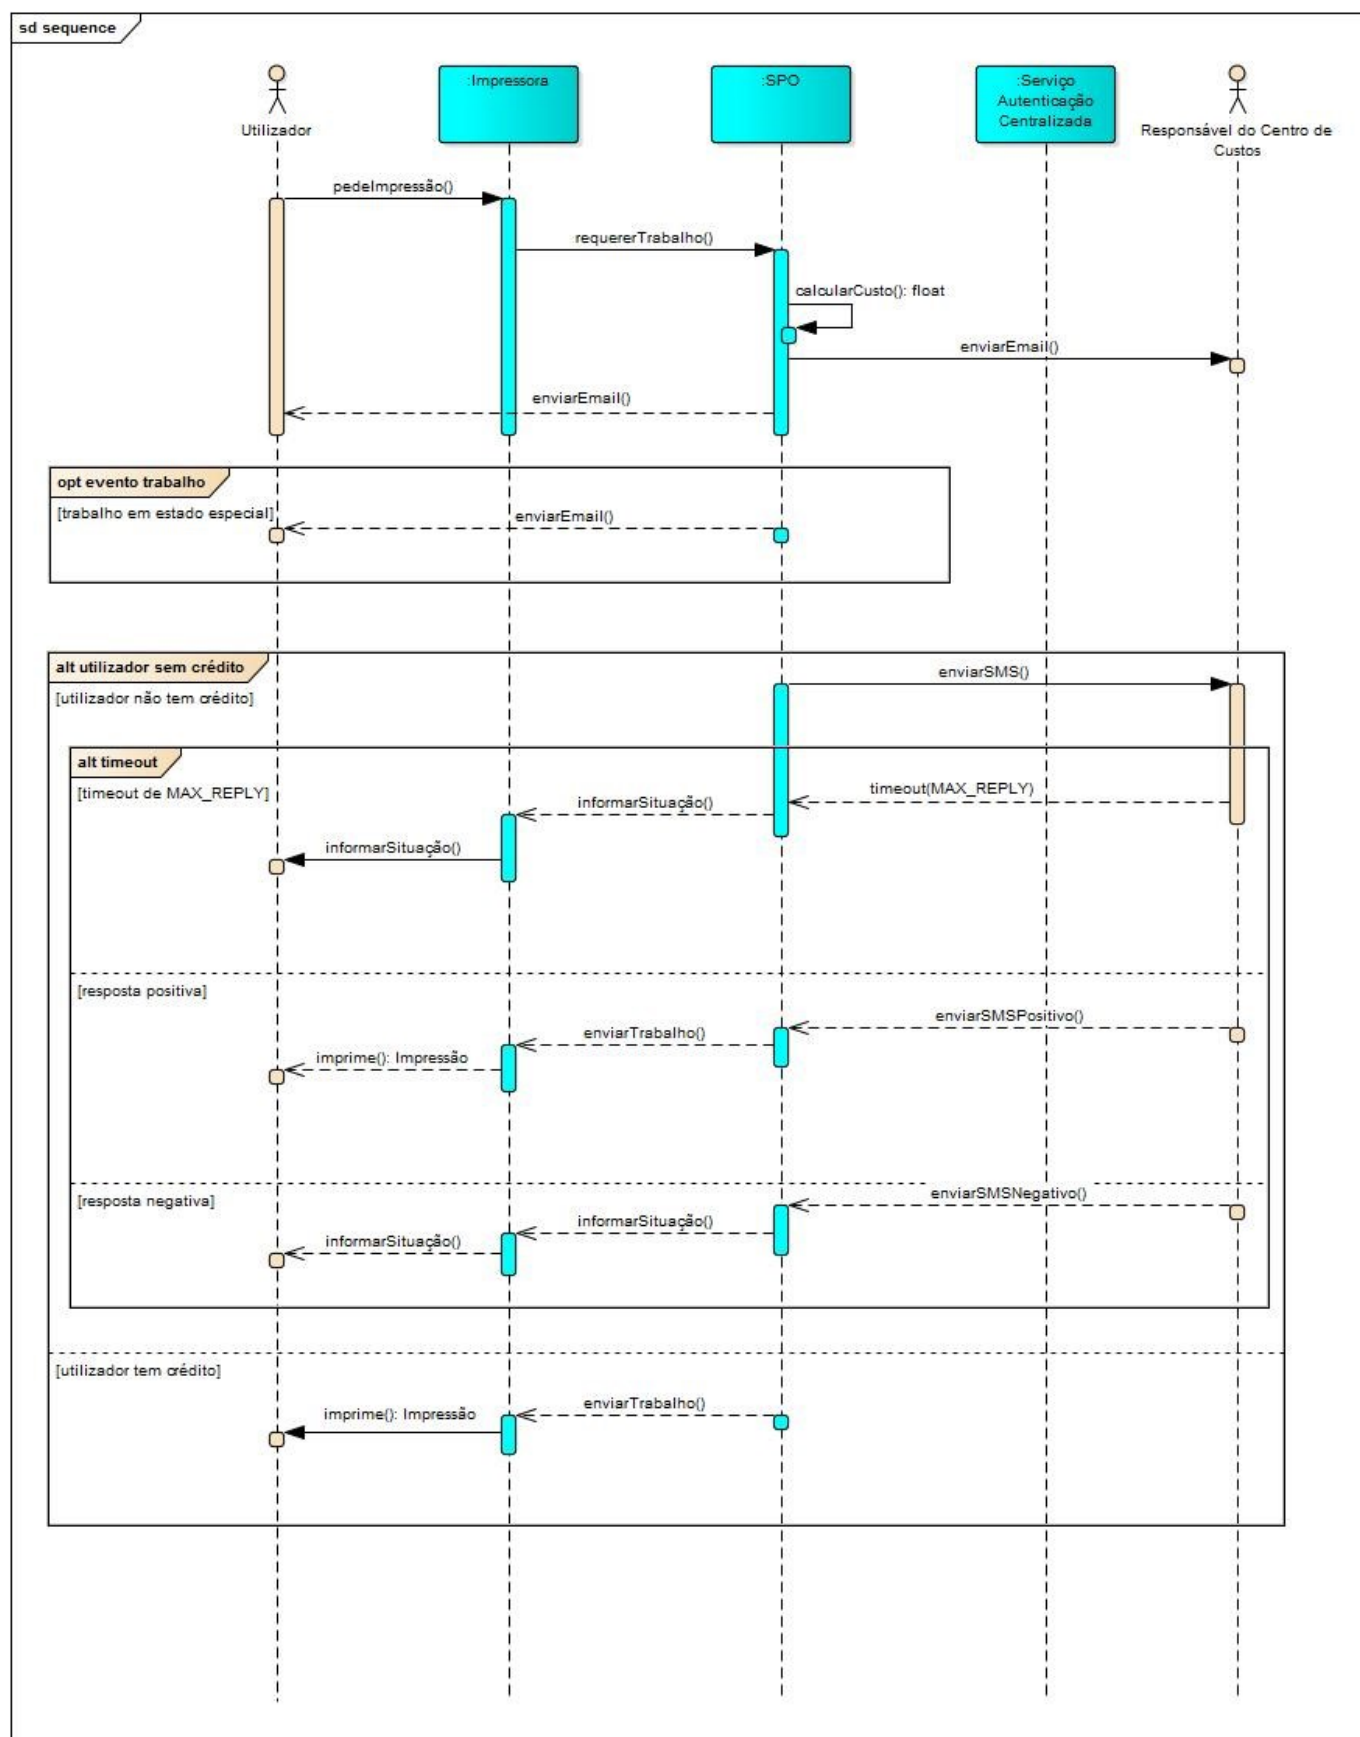 sd sequence
:Impressora
:SPO
:Serviço
Autenticação
Centralizada
Utilizador
Responsável do Centro de
Custos
pedeImpressão()
requererTrabalho()
calcularCusto(): float
enviarEmail()
enviarEmail()
opt evento trabalho
[trabalho em estado especial]
enviarEmail()
alt utilizador sem crédito
[utilizador não tem crédito]
enviarSMS()
alt timeout
[timeout de MAX_REPLY]
timeout(MAX_REPLY)
informarSituação()
informarSituação()
[resposta positiva]
enviarSMSPositivo()
enviarTrabalho()
imprime(): Impressão
[resposta negativa]
enviarSMSNegativo()
informarSituação()
informarSituação()
[utilizador tem crédito]
enviarTrabalho()
imprime(): Impressão